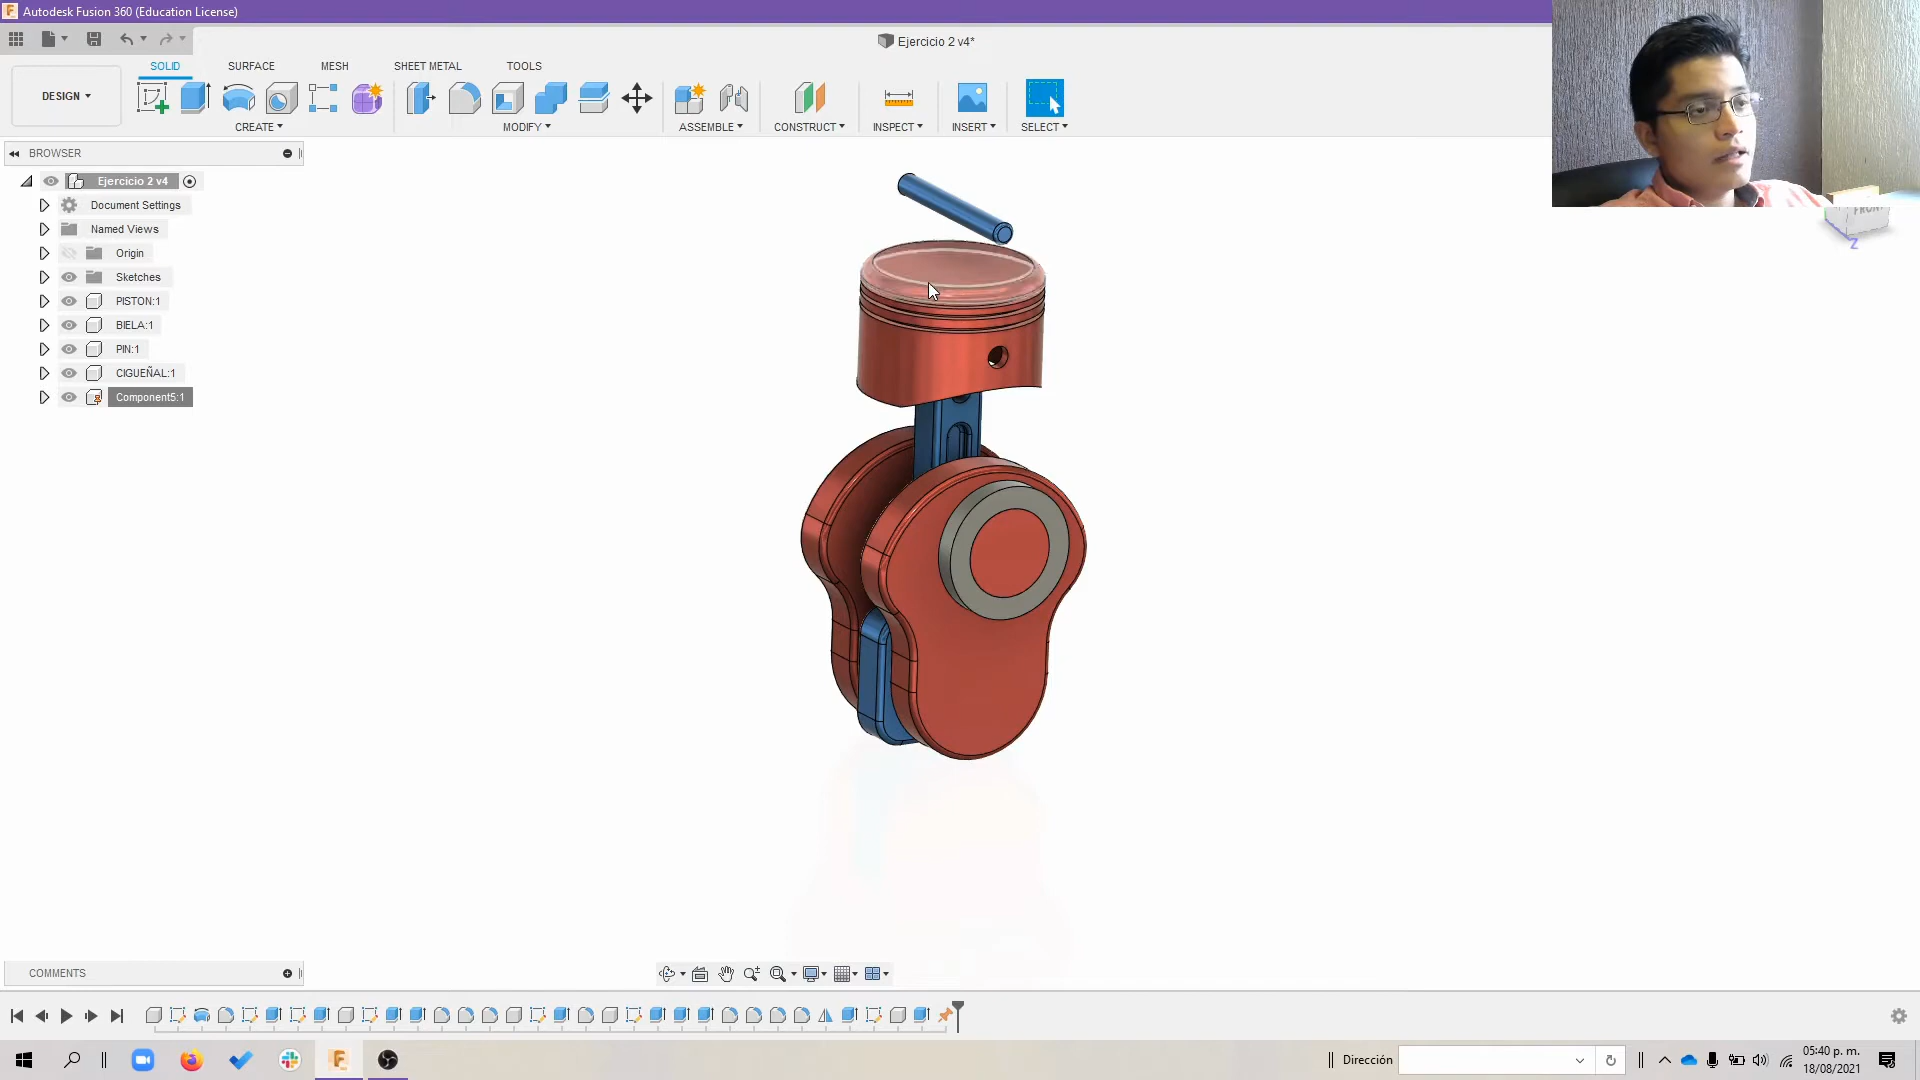 Autodesk Fusion 360 (Education License)
Ejercicio 2 v4*
SOLID SURFACE MESH SHEET METAL TOOLS
DESIGN
CREATE MODIFY ASSEMBLE CONSTRUCT INSPECT INSERT SELECT
BROWSER
Ejercicio 2 v4
Document Settings
Named Views
Origin
Sketches
PISTON:1
BIELA:1
PIN:1
CIGUEÑAL:1
Component5:1
FRONT
Z
COMMENTS
Dirección
05:40 p. m.
18/08/2021